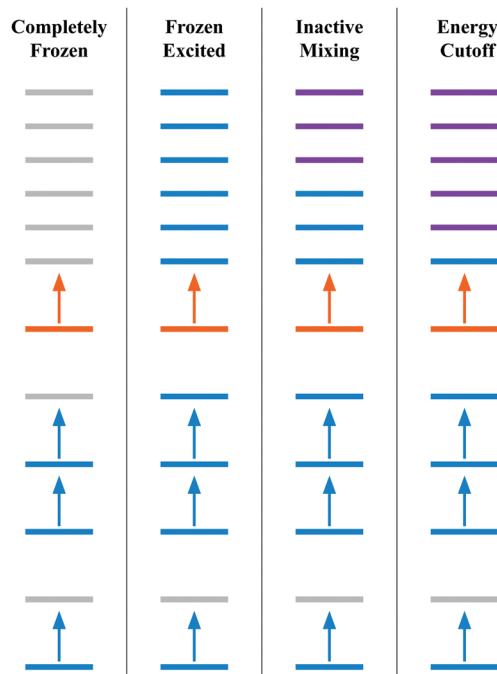 Completely
Frozen
Frozen
Excited
Inactive
Mixing
Energy
Cutoff